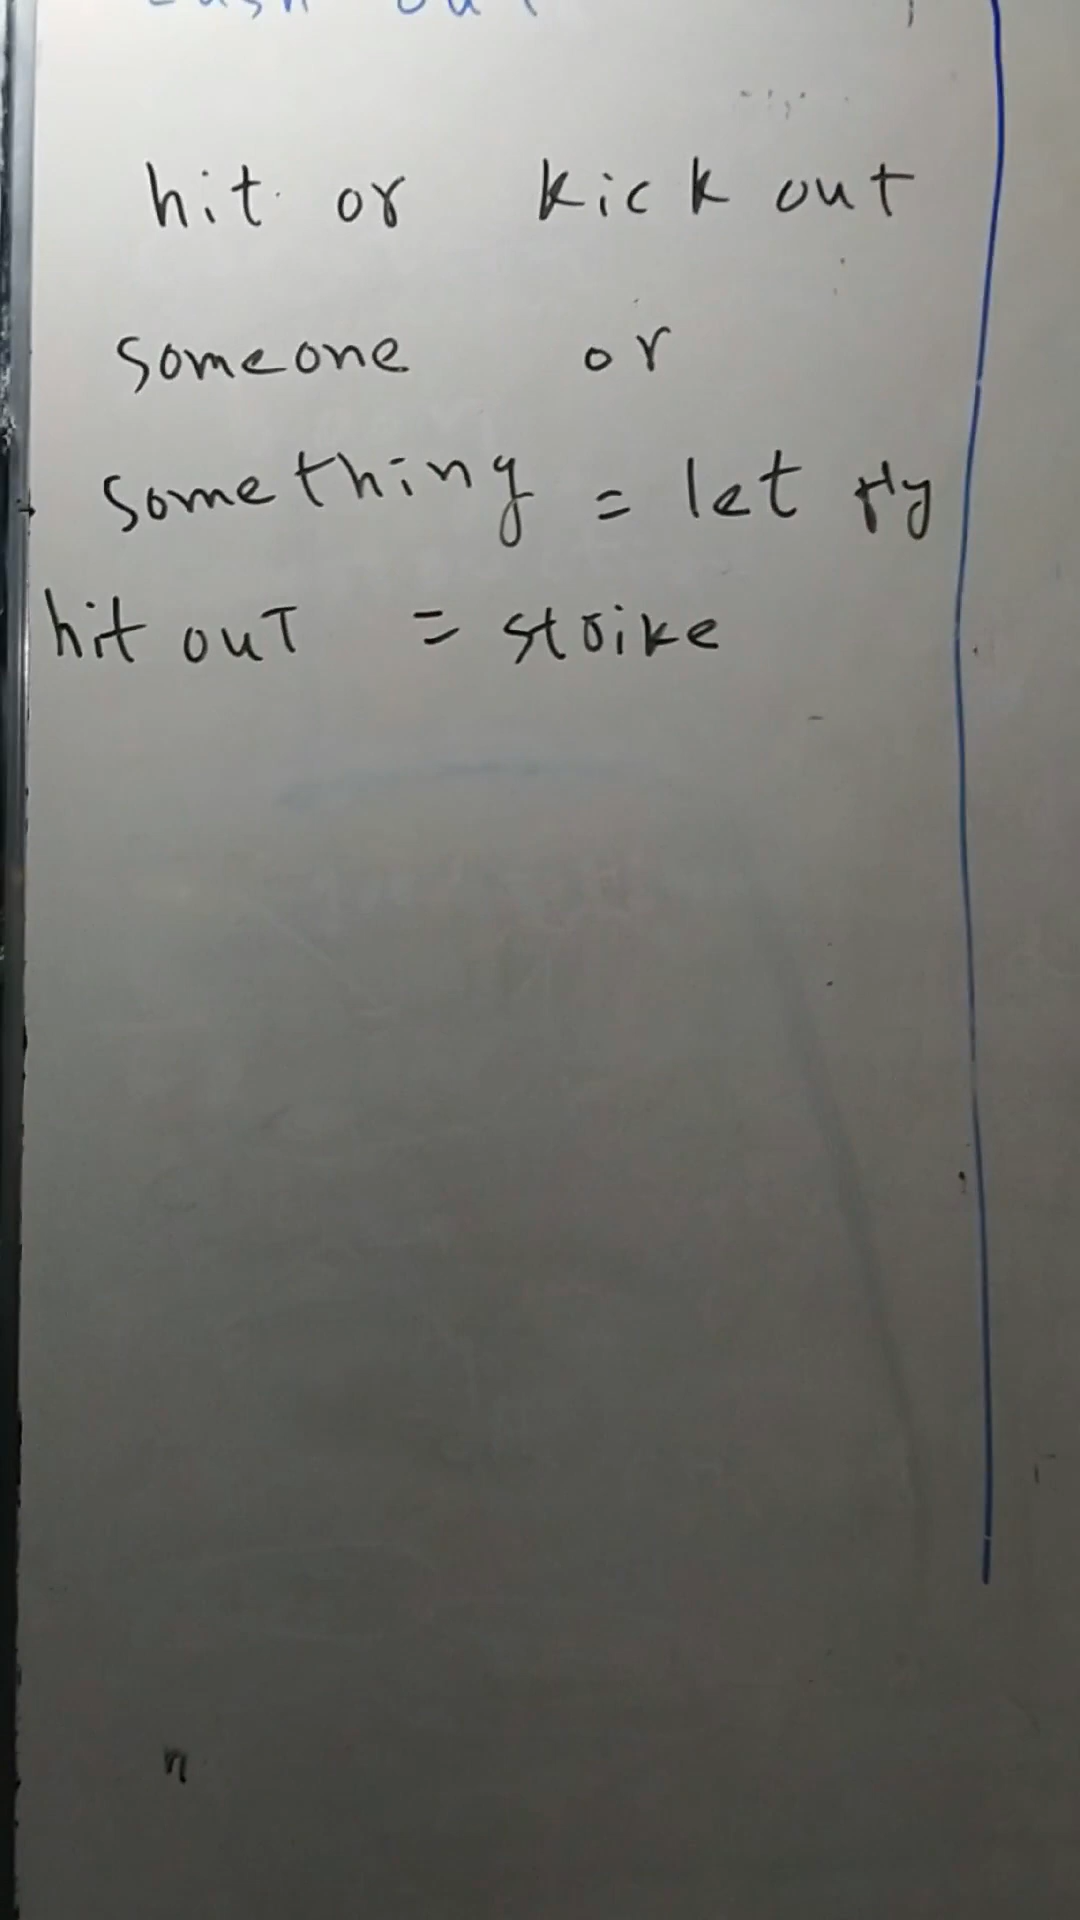 hit or kick out
someone or
something = let fly
hit out = strike
n